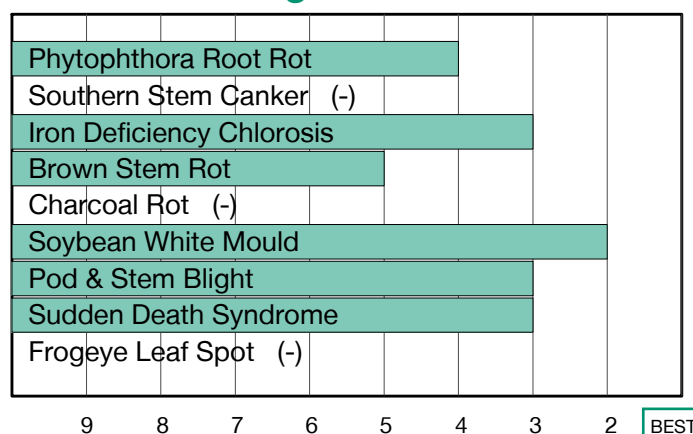 Phytophthora Root Rot
Southern Stem Canker (-)
Iron Deficiency Chlorosis
Brown Stem Rot
Charcoal Rot (-)
Soybean White Mould
Pod & Stem Blight
Sudden Death Syndrome
Frogeye Leaf Spot (-)
9 8 7 6 5 4 3 2 BEST